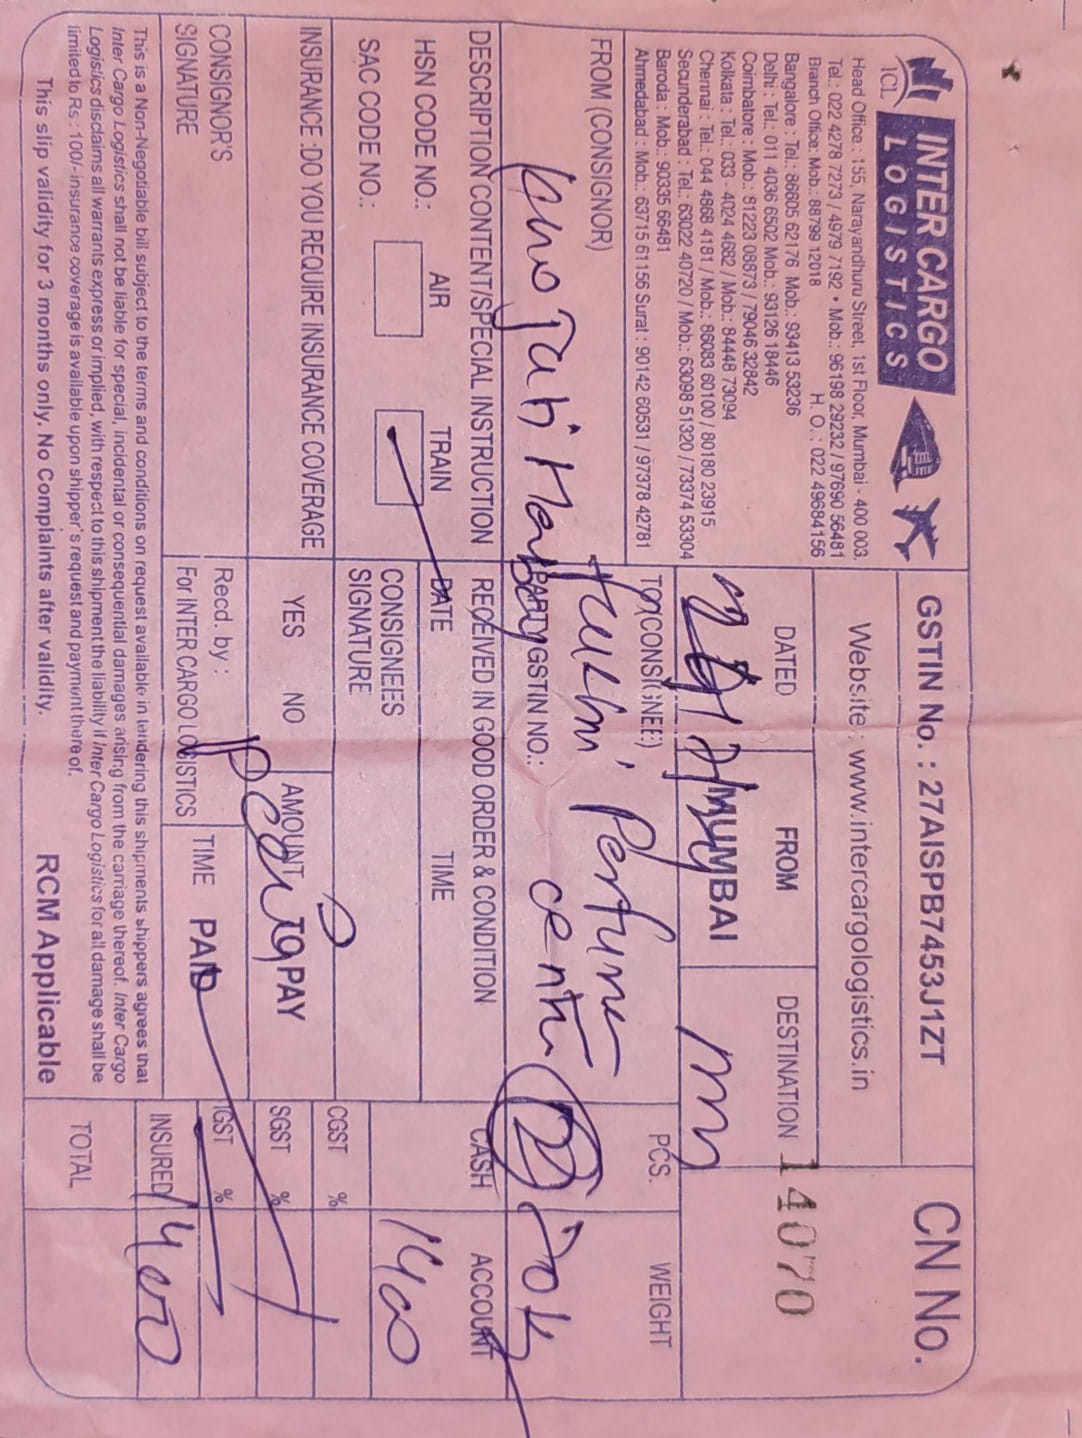 ICL
INTER CARGO
LOGISTICS
GSTIN No. : 27AISPB7453J1ZT
CN No.
Website : www.intercargologistics.in
14070
Head Office : 155, Narayandhuru Street, 1st Floor, Mumbai - 400 003.
Tel.: 022 4278 7273 / 4979 7192 • Mob.: 96198 29232 / 97690 56481
Branch Office: Mob.: 88799 12018 H. O. : 022 49684156
Bangalore : Tel.: 86605 62176 Mob.: 93413 53236
Delhi : Tel.: 011 4036 6502 Mob.: 93126 18446
Coimbatore : Mob.: 81223 08873 / 79046 32842
Kolkata : Tel.: 033 - 4024 4682 / Mob.: 84448 73094
Chennai : Tel.: 044 4868 4181 / Mob.: 86083 60100 / 80180 23915
Secunderabad : Tel.: 63022 40720 / Mob.: 63098 51320 / 73374 53304
Baroda : Mob.: 90335 66481
Ahmedabad : Mob.: 63715 61156 Surat : 90142 60531 / 97378 42781
DATED FROM DESTINATION
MUMBAI
FROM (CONSIGNOR) TO (CONSIGNEE) PCS. WEIGHT
Perfume
PARTY GSTIN NO.:
DESCRIPTION CONTENT/SPECIAL INSTRUCTION RECEIVED IN GOOD ORDER & CONDITION CASH ACCOUNT
HSN CODE NO.: AIR TRAIN DATE TIME
SAC CODE NO.: CONSIGNEES
SIGNATURE
1400
CGST %
INSURANCE :DO YOU REQUIRE INSURANCE COVERAGE YES NO AMOUNT TO PAY SGST %
CONSIGNOR'S
SIGNATURE
Recd. by :
For INTER CARGO LOGISTICS
TIME PAID
IGST %
INSURED
1400
This is a Non-Negotiable bill subject to the terms and conditions on request available in tendering this shipments shippers agrees that
Inter Cargo Logistics shall not be liable for special, incidental or consequential damages arising from the carriage thereof. Inter Cargo
Logistics disclaims all warrants express or implied, with respect to this shipment the liability if Inter Cargo Logistics for all damage shall be
limited to Rs : 100/- insurance coverage is available upon shipper's request and payment there of.
TOTAL
This slip validity for 3 months only. No Complaints after validity. RCM Applicable